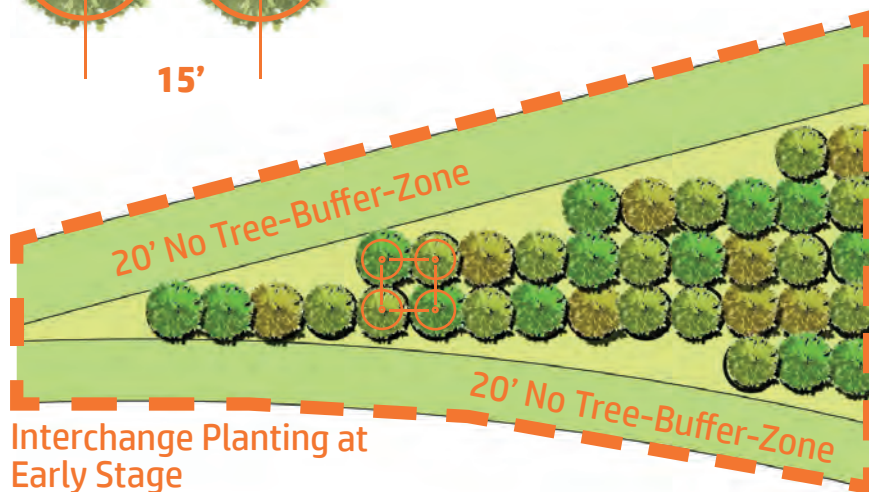 15’
20’ No Tree-Buffer-Zone
20’ No Tree-Buffer-Zone
Interchange Planting at
Early Stage